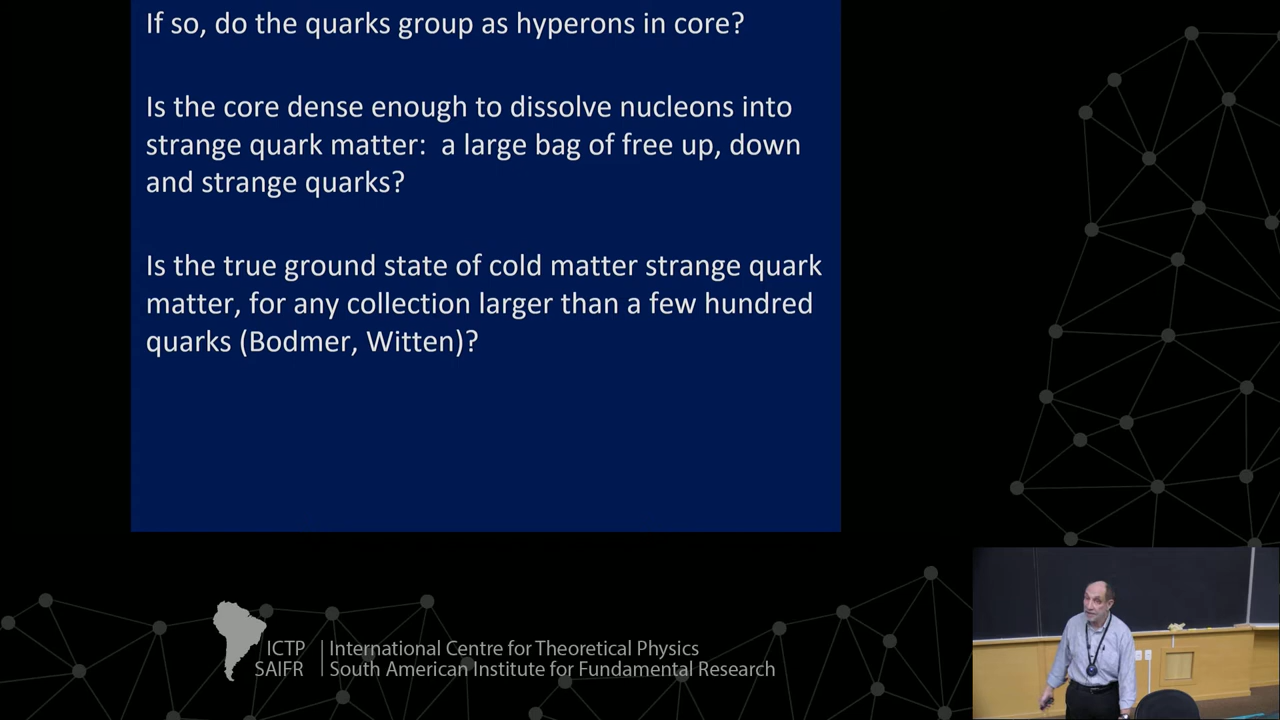 If so, do the quarks group as hyperons in core?
Is the core dense enough to dissolve nucleons into
strange quark matter: a large bag of free up, down
and strange quarks?
Is the true ground state of cold matter strange quark
matter, for any collection larger than a few hundred
quarks (Bodmer, Witten)?
ICTP
SAIFR
International Centre for Theoretical Physics
South American Institute for Fundamental Research